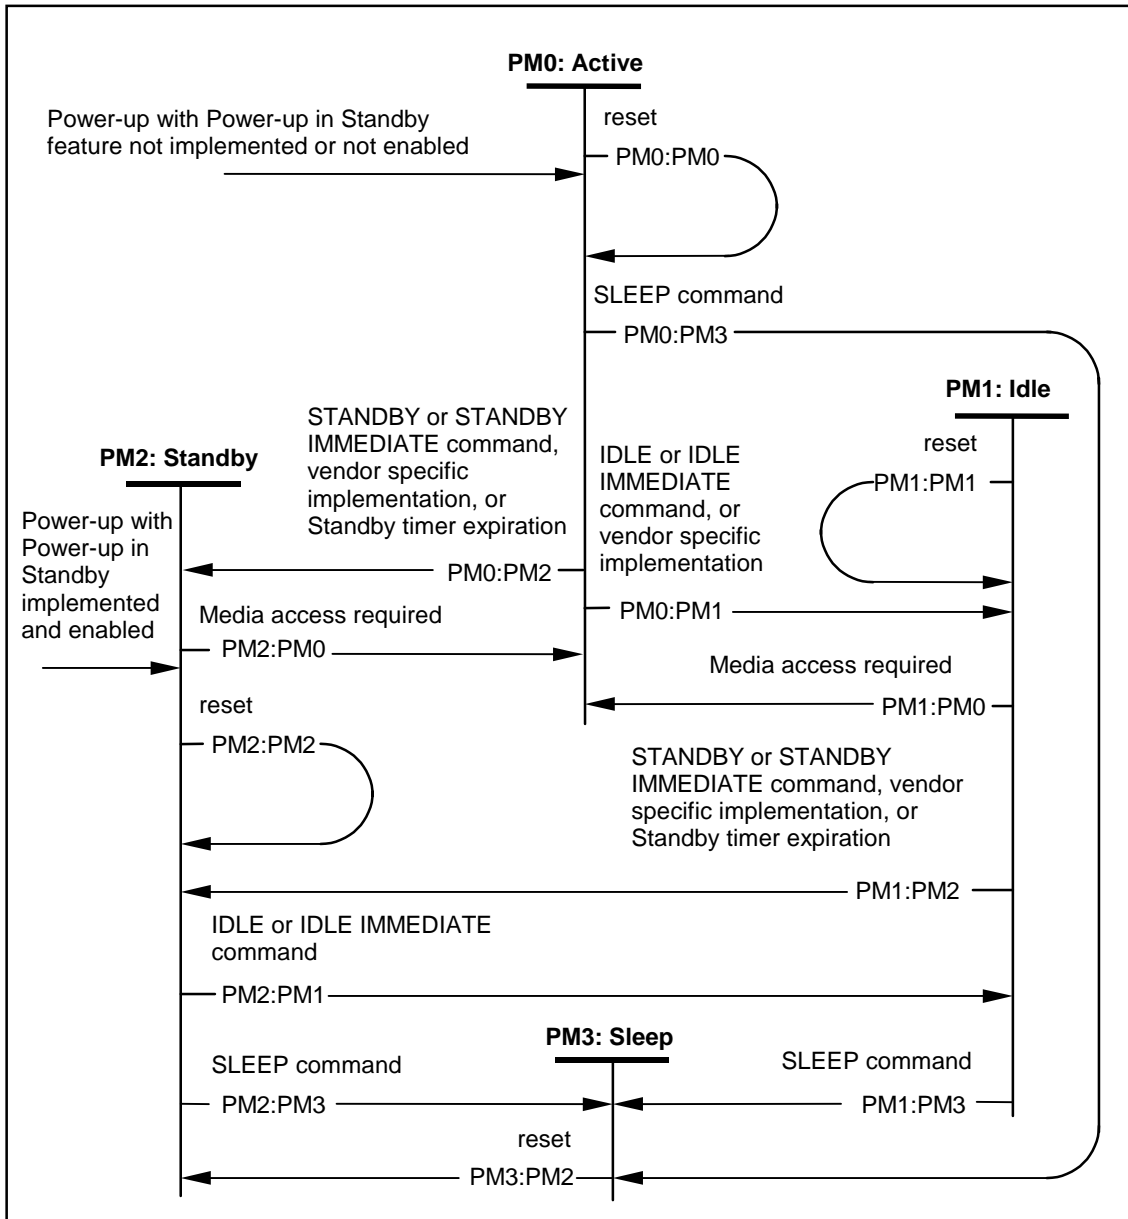 PM0: Active
reset
Power-up with Power-up in Standby
feature not implemented or not enabled
PM0:PM0
SLEEP command
PM0:PM3
PM1: Idle
STANDBY or STANDBY
IMMEDIATE command,
vendor specific
implementation, or
Standby timer expiration
PM0:PM2
IDLE or IDLE
IMMEDIATE
command, or
vendor specific
implementation
PM0:PM1
reset
PM1:PM1
PM2: Standby
Power-up with
Power-up in
Standby
implemented
and enabled
Media access required
PM2:PM0
Media access required
PM1:PM0
reset
PM2:PM2
STANDBY or STANDBY
IMMEDIATE command, vendor
specific implementation, or
Standby timer expiration
PM1:PM2
IDLE or IDLE IMMEDIATE
command
PM2:PM1
PM3: Sleep
SLEEP command
PM2:PM3
SLEEP command
PM1:PM3
reset
PM3:PM2